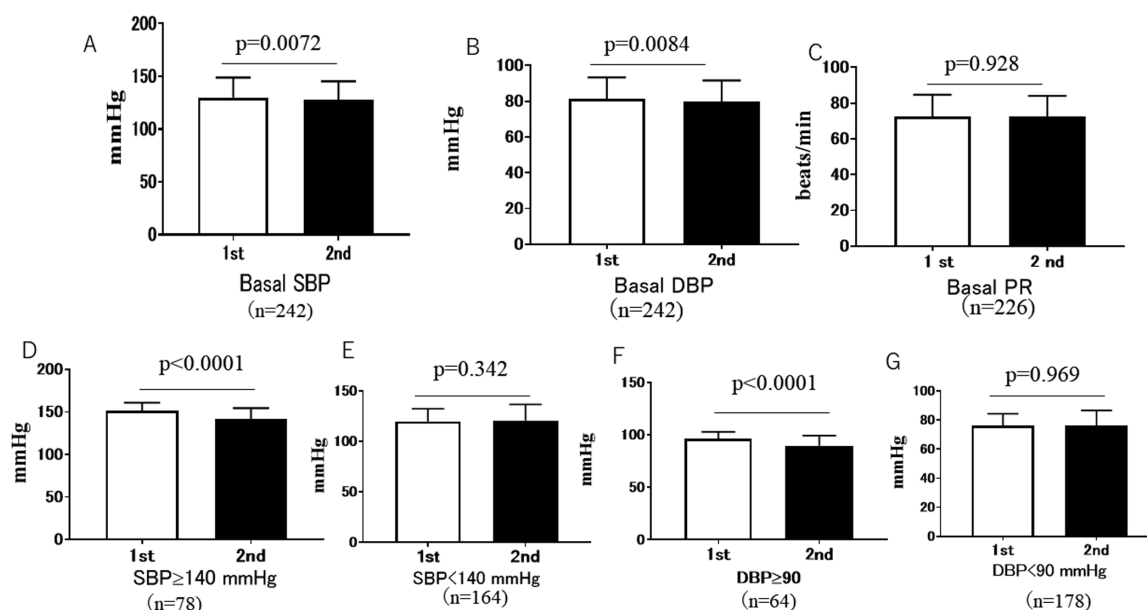 A
p=0.0072
mmHg
200
150
100
50
0
1st 2nd
Basal SBP
(n=242)
B
p=0.0084
mmHg
100
80
60
40
20
0
1st 2nd
Basal DBP
(n=242)
C
p=0.928
beats/min
100
80
60
40
20
0
1 st 2 nd
Basal PR
(n=226)
D
p<0.0001
mmHg
200
150
100
50
0
1st 2nd
SBP≥140 mmHg
(n=78)
E
p=0.342
mmHg
150
100
50
0
1st 2nd
SBP<140 mmHg
(n=164)
F
p<0.0001
mmHg
150
100
50
0
1st 2nd
DBP≥90
(n=64)
G
p=0.969
mmHg
100
80
60
40
20
0
1st 2nd
DBP<90 mmHg
(n=178)